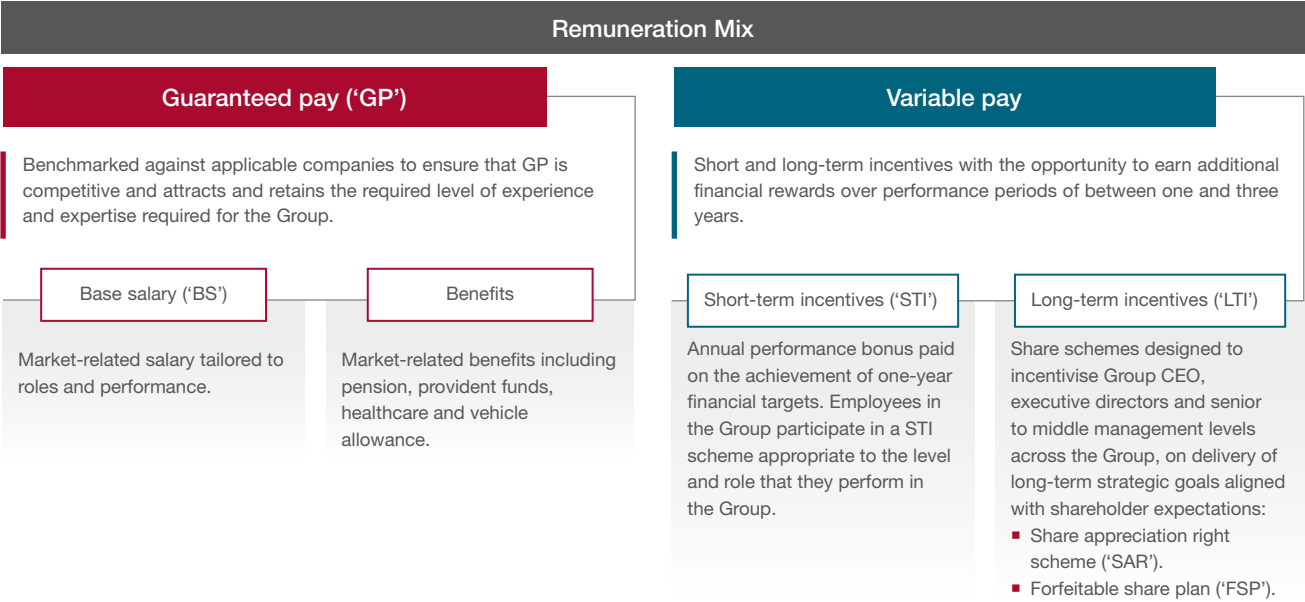 Remuneration Mix
Guaranteed pay (‘GP’)
Benchmarked against applicable companies to ensure that GP is
competitive and attracts and retains the required level of experience
and expertise required for the Group.
Base salary (‘BS’)
Market-related salary tailored to
roles and performance.
Benefits
Market-related benefits including
pension, provident funds,
healthcare and vehicle
allowance.
Variable pay
Short and long-term incentives with the opportunity to earn additional
financial rewards over performance periods of between one and three
years.
Short-term incentives (‘STI’)
Annual performance bonus paid
on the achievement of one-year
financial targets. Employees in
the Group participate in a STI
scheme appropriate to the level
and role that they perform in
the Group.
Long-term incentives (‘LTI’)
Share schemes designed to
incentivise Group CEO,
executive directors and senior
to middle management levels
across the Group, on delivery of
long-term strategic goals aligned
with shareholder expectations:
▪ Share appreciation right
scheme (‘SAR’).
▪ Forfeitable share plan (‘FSP’).